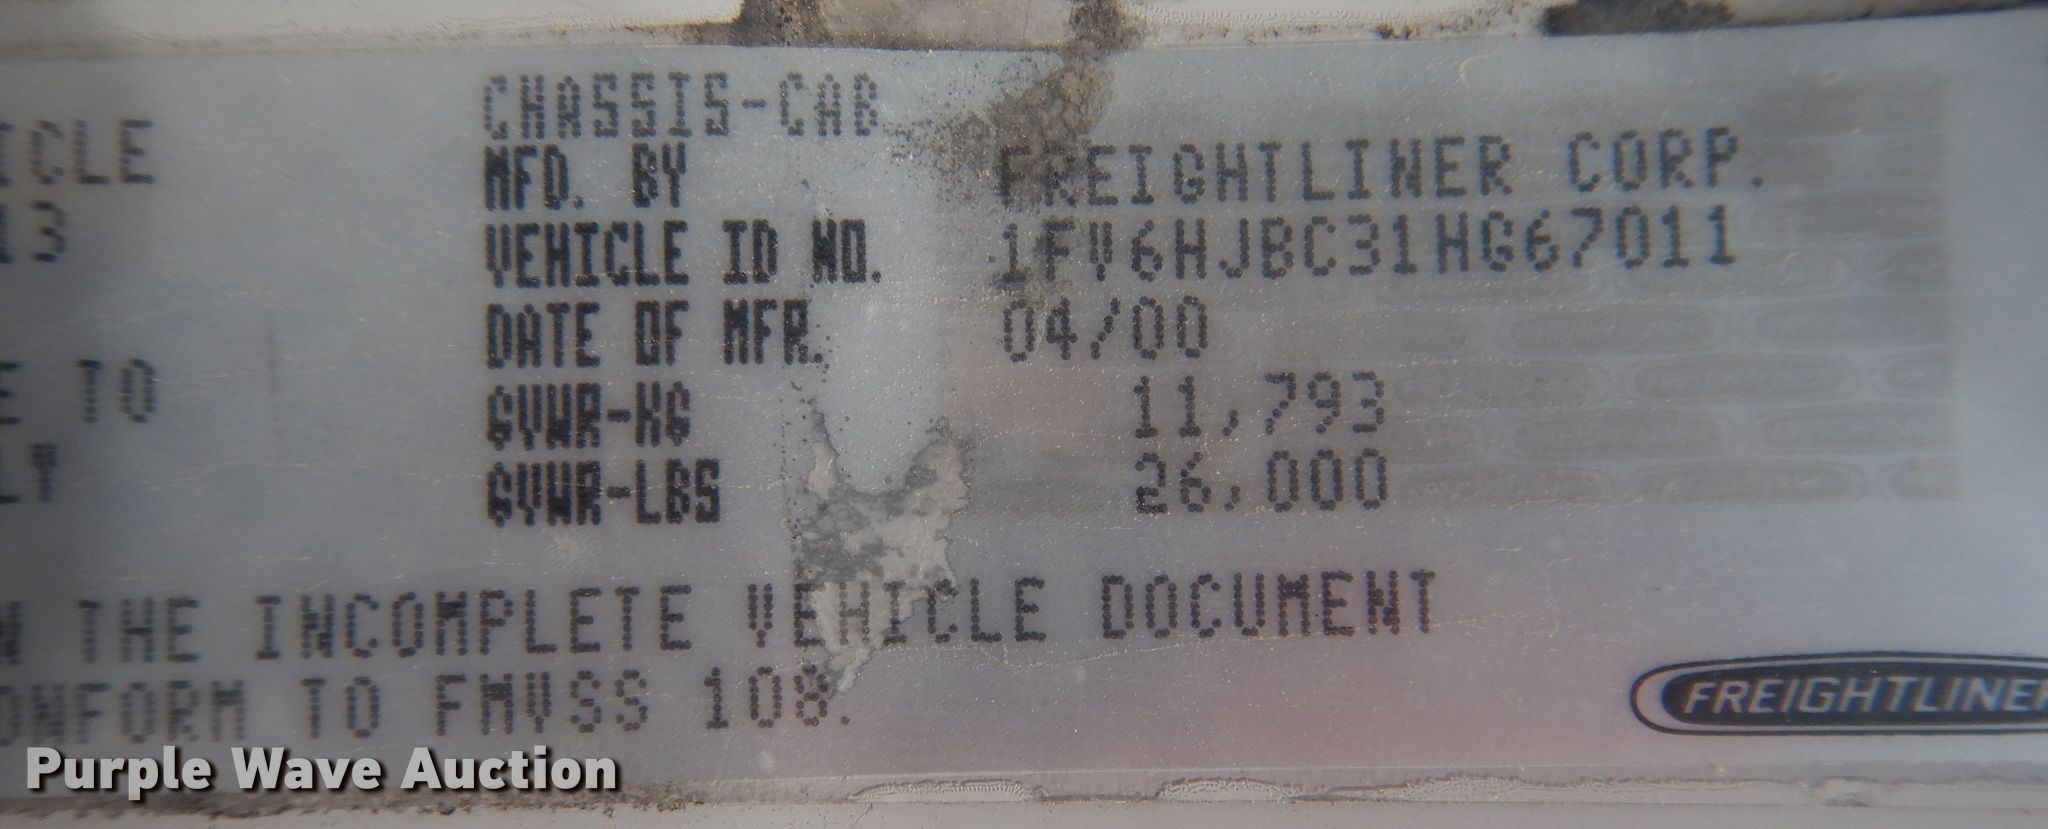 CHASSIS-CAB
ICLE MFD. BY FREIGHTLINER CORP.
13 VEHICLE ID NO. 1FV6HJBC31HG67011
DATE OF MFR. 04/00
E TO GVWR-KG 11,793
LY GVWR-LBS 26,000
N THE INCOMPLETE VEHICLE DOCUMENT
ONFORM TO FMVSS 108.
FREIGHTLINER
Purple Wave Auction